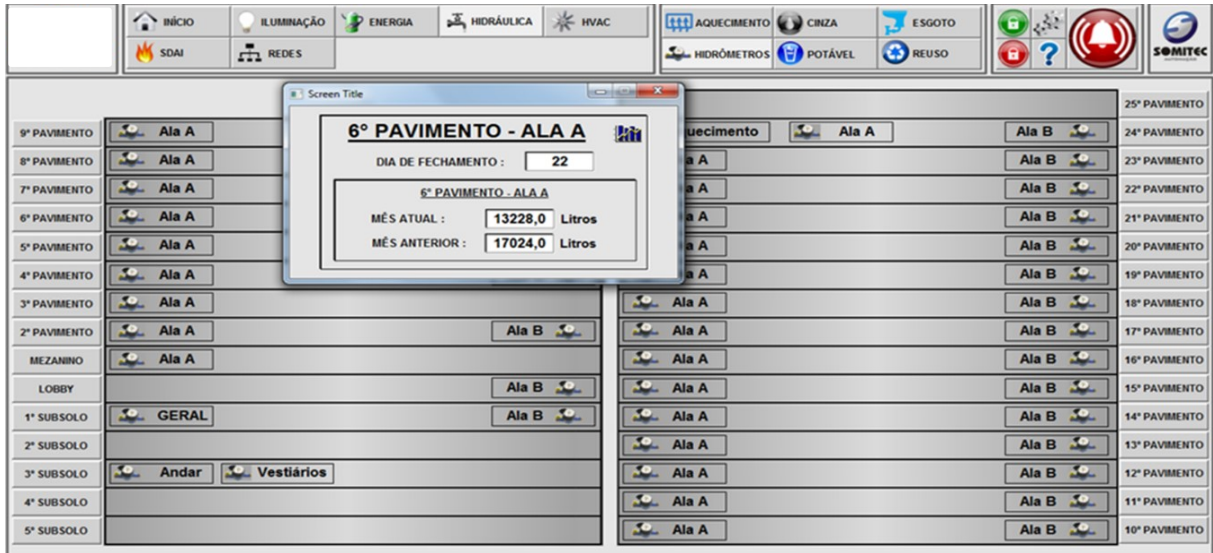 INÍCIO
ILUMINAÇÃO
ENERGIA
HIDRÁULICA
HVAC
AQUECIMENTO
CINZA
ESGOTO
SDAI
REDES
HIDRÔMETROS
POTÁVEL
REUSO
SOMITEC
Screen Title
6° PAVIMENTO - ALA A
DIA DE FECHAMENTO : 22
6° PAVIMENTO - ALA A
MÊS ATUAL : 13228,0 Litros
MÊS ANTERIOR : 17024,0 Litros
9° PAVIMENTO Ala A
8° PAVIMENTO Ala A
7° PAVIMENTO Ala A
6° PAVIMENTO Ala A
5° PAVIMENTO Ala A
4° PAVIMENTO Ala A
3° PAVIMENTO Ala A
2° PAVIMENTO Ala A Ala B
MEZANINO Ala A
LOBBY Ala B
1° SUBSOLO GERAL Ala B
2° SUBSOLO
3° SUBSOLO Andar Vestiários
4° SUBSOLO
5° SUBSOLO
25° PAVIMENTO
Ala A Ala B 24° PAVIMENTO
a A Ala B 23° PAVIMENTO
a A Ala B 22° PAVIMENTO
a A Ala B 21° PAVIMENTO
a A Ala B 20° PAVIMENTO
a A Ala B 19° PAVIMENTO
Ala A Ala B 18° PAVIMENTO
Ala A Ala B 17° PAVIMENTO
Ala A Ala B 16° PAVIMENTO
Ala A Ala B 15° PAVIMENTO
Ala A Ala B 14° PAVIMENTO
Ala A Ala B 13° PAVIMENTO
Ala A Ala B 12° PAVIMENTO
Ala A Ala B 11° PAVIMENTO
Ala A Ala B 10° PAVIMENTO